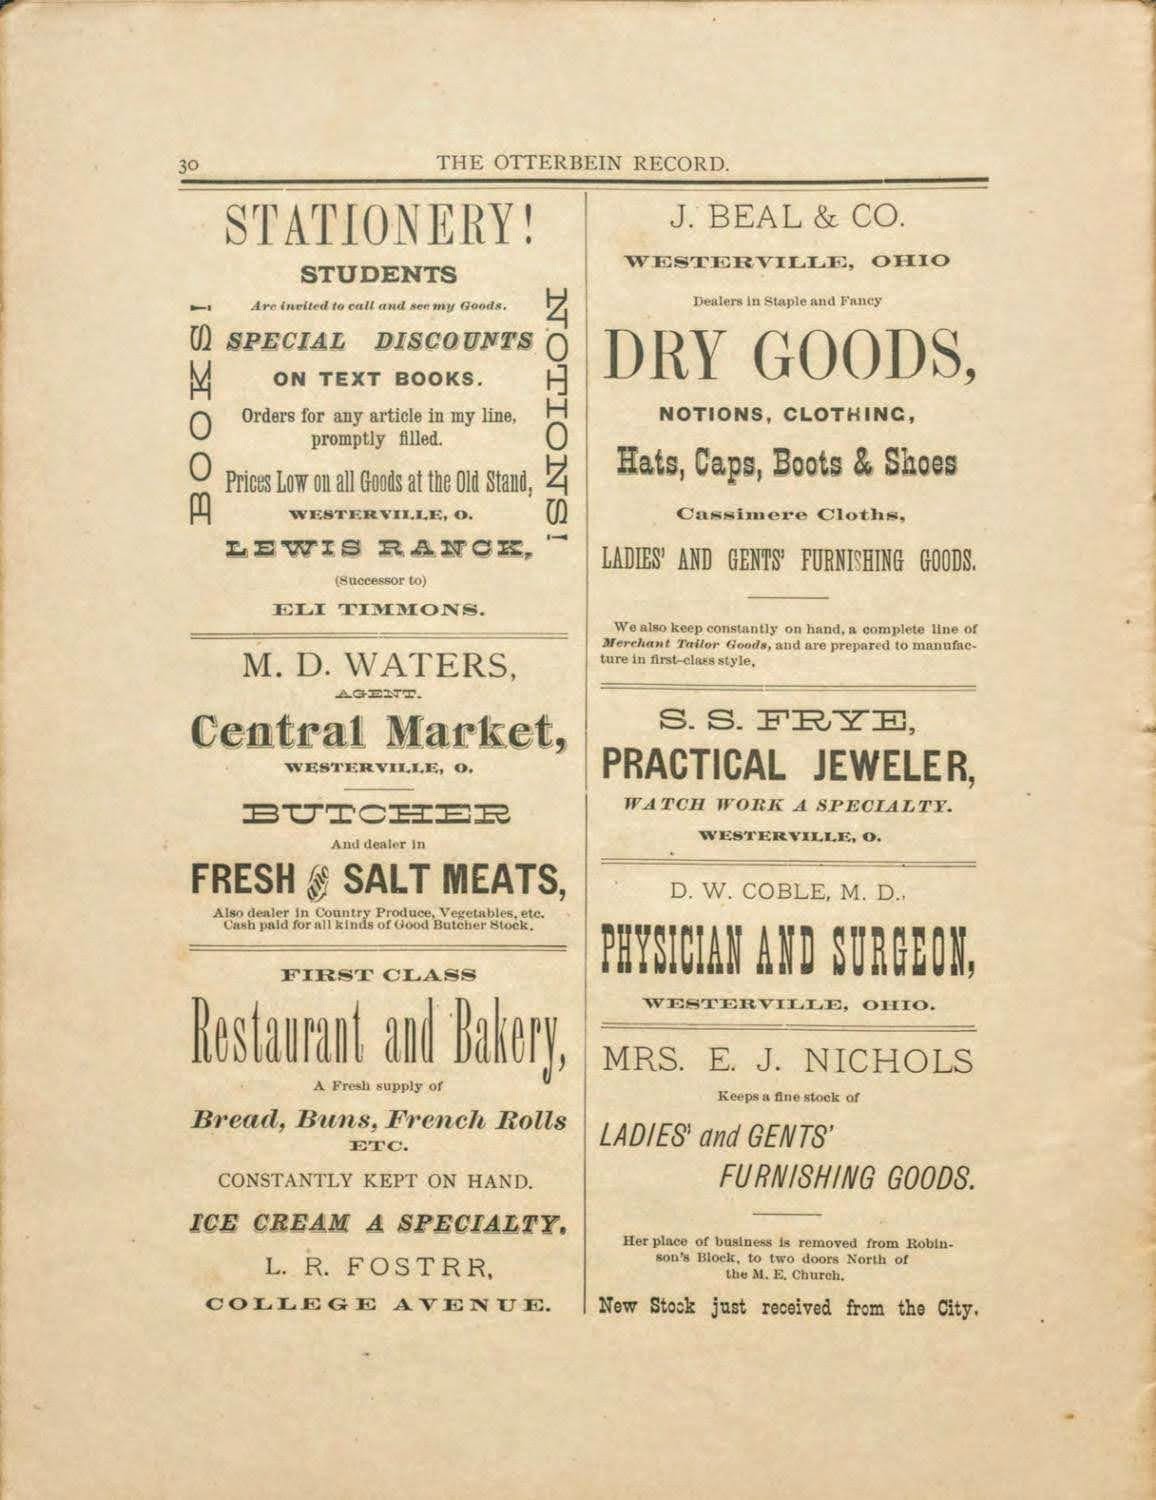 30
THE OTTERBEIN RECORD.
STATIONERY!
STUDENTS
Are invited to call and see my Goods.
BOOKS!
SPECIAL DISCOUNTS
ON TEXT BOOKS.
Orders for any article in my line,
promptly filled.
Prices Low on all Goods at the Old Stand,
WESTERVILLE, O.
NOTIONS!
LEWIS RANCK,
(Successor to)
ELI TIMMONS.
M. D. WATERS,
AGENT.
Central Market,
WESTERVILLE, O.
BUTCHER
And dealer in
FRESH and SALT MEATS,
Also dealer in Country Produce, Vegetables, etc.
Cash paid for all kinds of Good Butcher Stock.
FIRST CLASS
Restaurant and Bakery,
A Fresh supply of
Bread, Buns, French Rolls
ETC.
CONSTANTLY KEPT ON HAND.
ICE CREAM A SPECIALTY.
L. R. FOSTRR,
COLLEGE AVENUE.
J. BEAL & CO.
WESTERVILLE, OHIO
Dealers in Staple and Fancy
DRY GOODS,
NOTIONS, CLOTHING,
Hats, Caps, Boots & Shoes
Cassimere Cloths,
LADIES' AND GENTS' FURNISHING GOODS.
We also keep constantly on hand, a complete line of
Merchant Tailor Goods, and are prepared to manufac-
ture in first-class style,
S. S. FRYE,
PRACTICAL JEWELER,
WATCH WORK A SPECIALTY.
WESTERVILLE, O.
D. W. COBLE, M. D.,
PHYSICIAN AND SURGEON,
WESTERVILLE, OHIO.
MRS. E. J. NICHOLS
Keeps a fine stock of
LADIES' and GENTS'
FURNISHING GOODS.
Her place of business is removed from Robin-
son's Block, to two doors North of
the M. E. Church.
New Stock just received from the City.